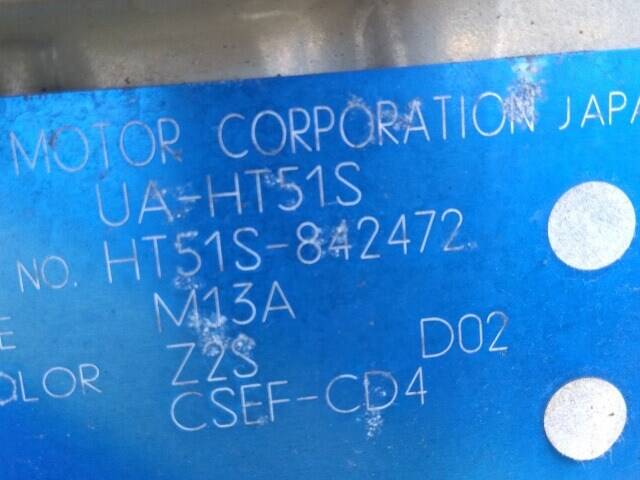 MOTOR CORPORATION JAPA
UA-HT51S
NO. HT51S-842472
E M13A
OLOR Z2S D02
CSEF-CD4